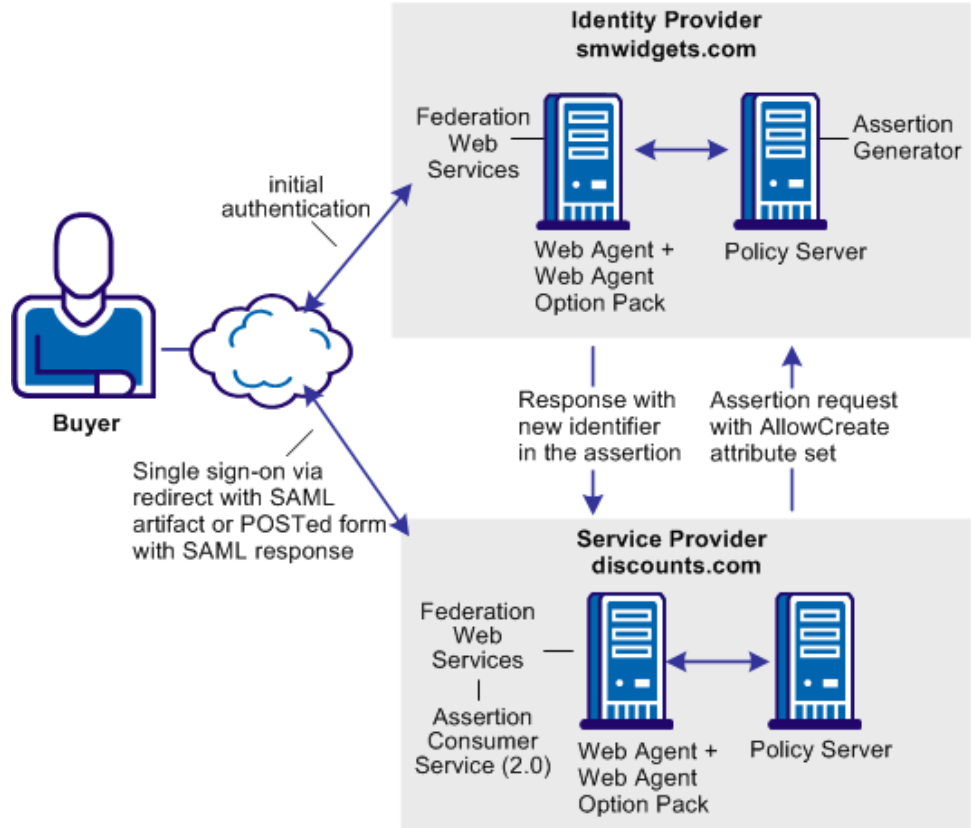 Identity Provider
smwidgets.com
Federation
Web
Services
Assertion
Generator
initial
authentication
Web Agent +
Web Agent
Option Pack
Policy Server
Buyer
Response with
new identifier
in the assertion
Assertion request
with AllowCreate
attribute set
Single sign-on via
redirect with SAML
artifact or POSTed form
with SAML response
Service Provider
discounts.com
Federation
Web
Services
Assertion
Consumer
Service (2.0)
Web Agent +
Web Agent
Option Pack
Policy Server